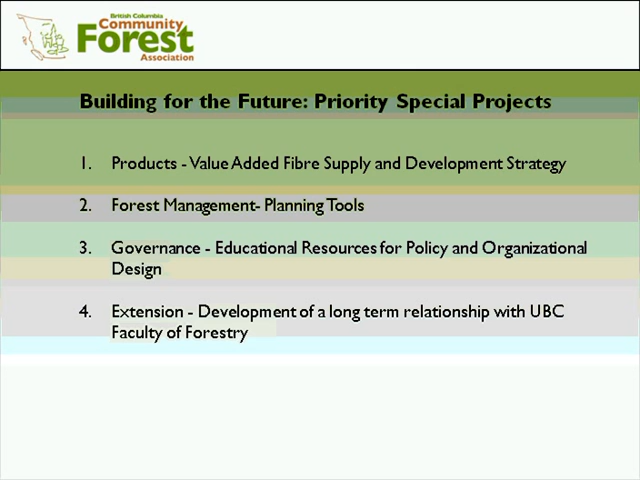 British Columbia
Community
Forest
Association
Building for the Future: Priority Special Projects
1. Products - Value Added Fibre Supply and Development Strategy
2. Forest Management- Planning Tools
3. Governance - Educational Resources for Policy and Organizational
Design
4. Extension - Development of a long term relationship with UBC
Faculty of Forestry